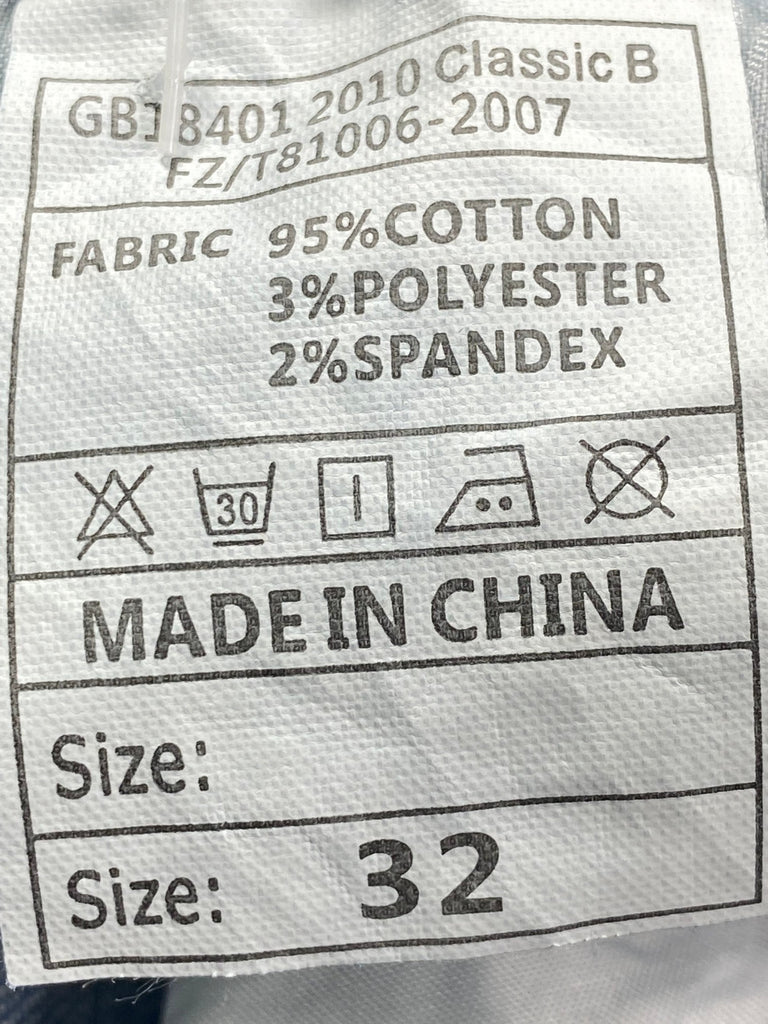 GB18401 2010 Classic B
FZ/T81006-2007
FABRIC 95%COTTON
3%POLYESTER
2%SPANDEX
30
MADE IN CHINA
Size:
Size: 32